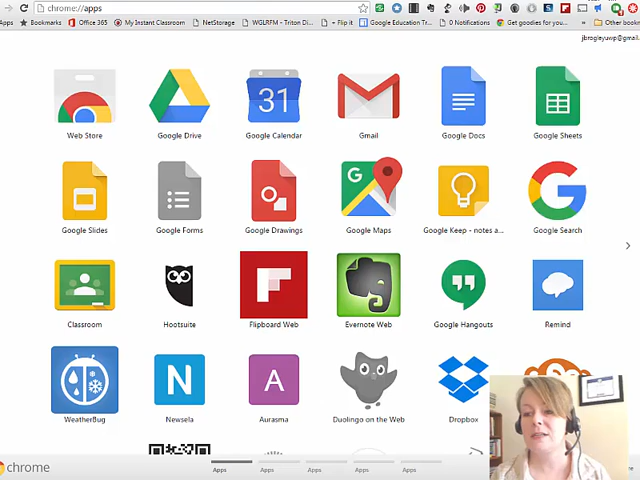 chrome://apps
Bookmarks
Office 365
My Instant Classroom
NetStorage
WGLRFM - Triton Di
+ Flip it
Google Education Tr
0 Notifications
Get goodies for you
»
Other book
jbrogleyuwp@gmail.
31
G
Web Store
Google Drive
Google Calendar
Gmail
Google Docs
Google Sheets
Google Slides
Google Forms
Google Drawings
Google Maps
Google Keep - notes a...
Google Search
Classroom
Hootsuite
Flipboard Web
Evernote Web
Google Hangouts
Remind
N
A
WeatherBug
Newsela
Aurasma
Duolingo on the Web
Dropbox
chrome
Apps
Apps
Apps
Apps
Apps